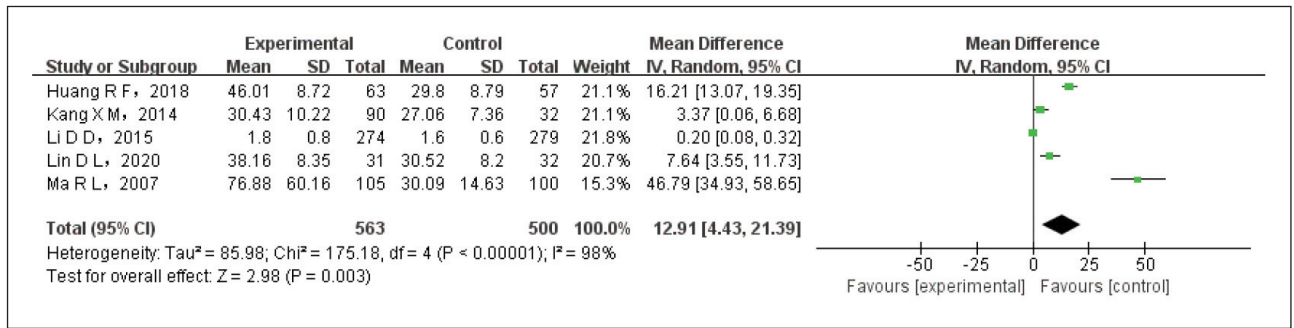 Experimental Control Mean Difference Mean Difference
Study or Subgroup Mean SD Total Mean SD Total Weight IV, Random, 95% CI IV, Random, 95% CI
Huang R F, 2018 46.01 8.72 63 29.8 8.79 57 21.1% 16.21 [13.07, 19.35]
Kang X M, 2014 30.43 10.22 90 27.06 7.36 32 21.1% 3.37 [0.06, 6.68]
Li D D, 2015 1.8 0.8 274 1.6 0.6 279 21.8% 0.20 [0.08, 0.32]
Lin D L, 2020 38.16 8.35 31 30.52 8.2 32 20.7% 7.64 [3.55, 11.73]
Ma R L, 2007 76.88 60.16 105 30.09 14.63 100 15.3% 46.79 [34.93, 58.65]
Total (95% CI) 563 500 100.0% 12.91 [4.43, 21.39]
Heterogeneity: Tau² = 85.98; Chi² = 175.18, df = 4 (P < 0.00001); I² = 98%
Test for overall effect: Z = 2.98 (P = 0.003)
-50 -25 0 25 50
Favours [experimental] Favours [control]